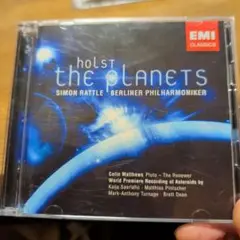 EMI
CLASSICS
holst
the planets
SIMON RATTLE BERLINER PHILHARMONIKER
Colin Matthews Pluto – The Renewer
World Premiere Recording of Asteroids by
Kaija Saariaho Matthias Pintscher
Mark-Anthony Turnage Brett Dean